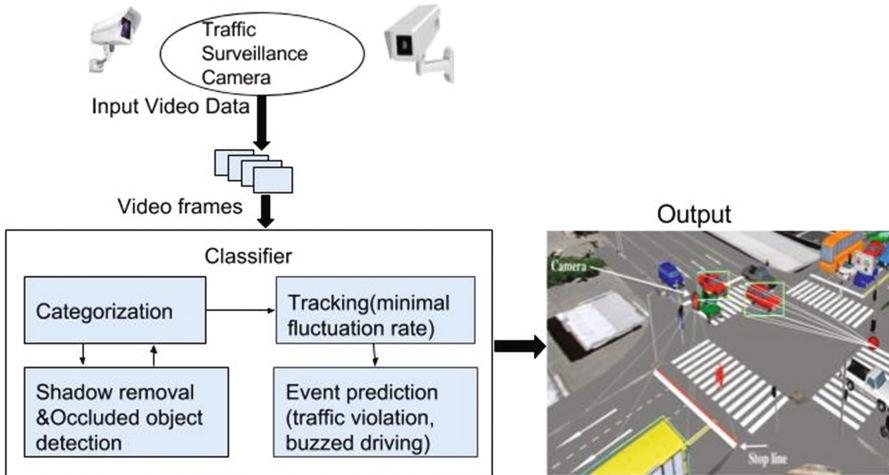 Traffic
Surveillance
Camera
Input Video Data
Video frames
Classifier
Categorization
Tracking(minimal
fluctuation rate)
Shadow removal
&Occluded object
detection
Event prediction
(traffic violation,
buzzed driving)
Output
Camera
Stop line